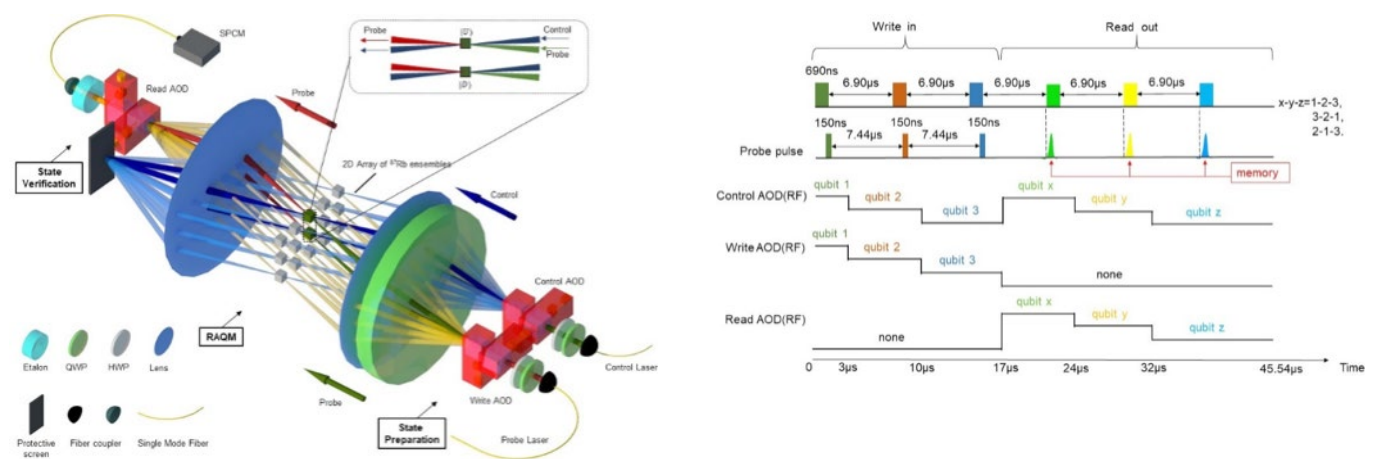 SPCM
Read AOD
State
Verification
Probe
Control
Probe
|U⟩
|D⟩
Probe
2D Array of ⁸⁷Rb ensembles
Control
RAQM
Control AOD
Control Laser
Write AOD
Probe
State
Preparation
Probe Laser
Etalon
QWP
HWP
Lens
Protective
screen
Fiber coupler
Single Mode Fiber
Write in
Read out
690ns
6.90μs
6.90μs
6.90μs
6.90μs
6.90μs
x-y-z=1-2-3,
3-2-1,
2-1-3.
150ns
150ns
150ns
7.44μs
7.44μs
Probe pulse
memory
Control AOD(RF)
qubit 1
qubit 2
qubit 3
qubit x
qubit y
qubit z
Write AOD(RF)
qubit 1
qubit 2
qubit 3
none
Read AOD(RF)
none
qubit x
qubit y
qubit z
0
3μs
10μs
17μs
24μs
32μs
45.54μs
Time